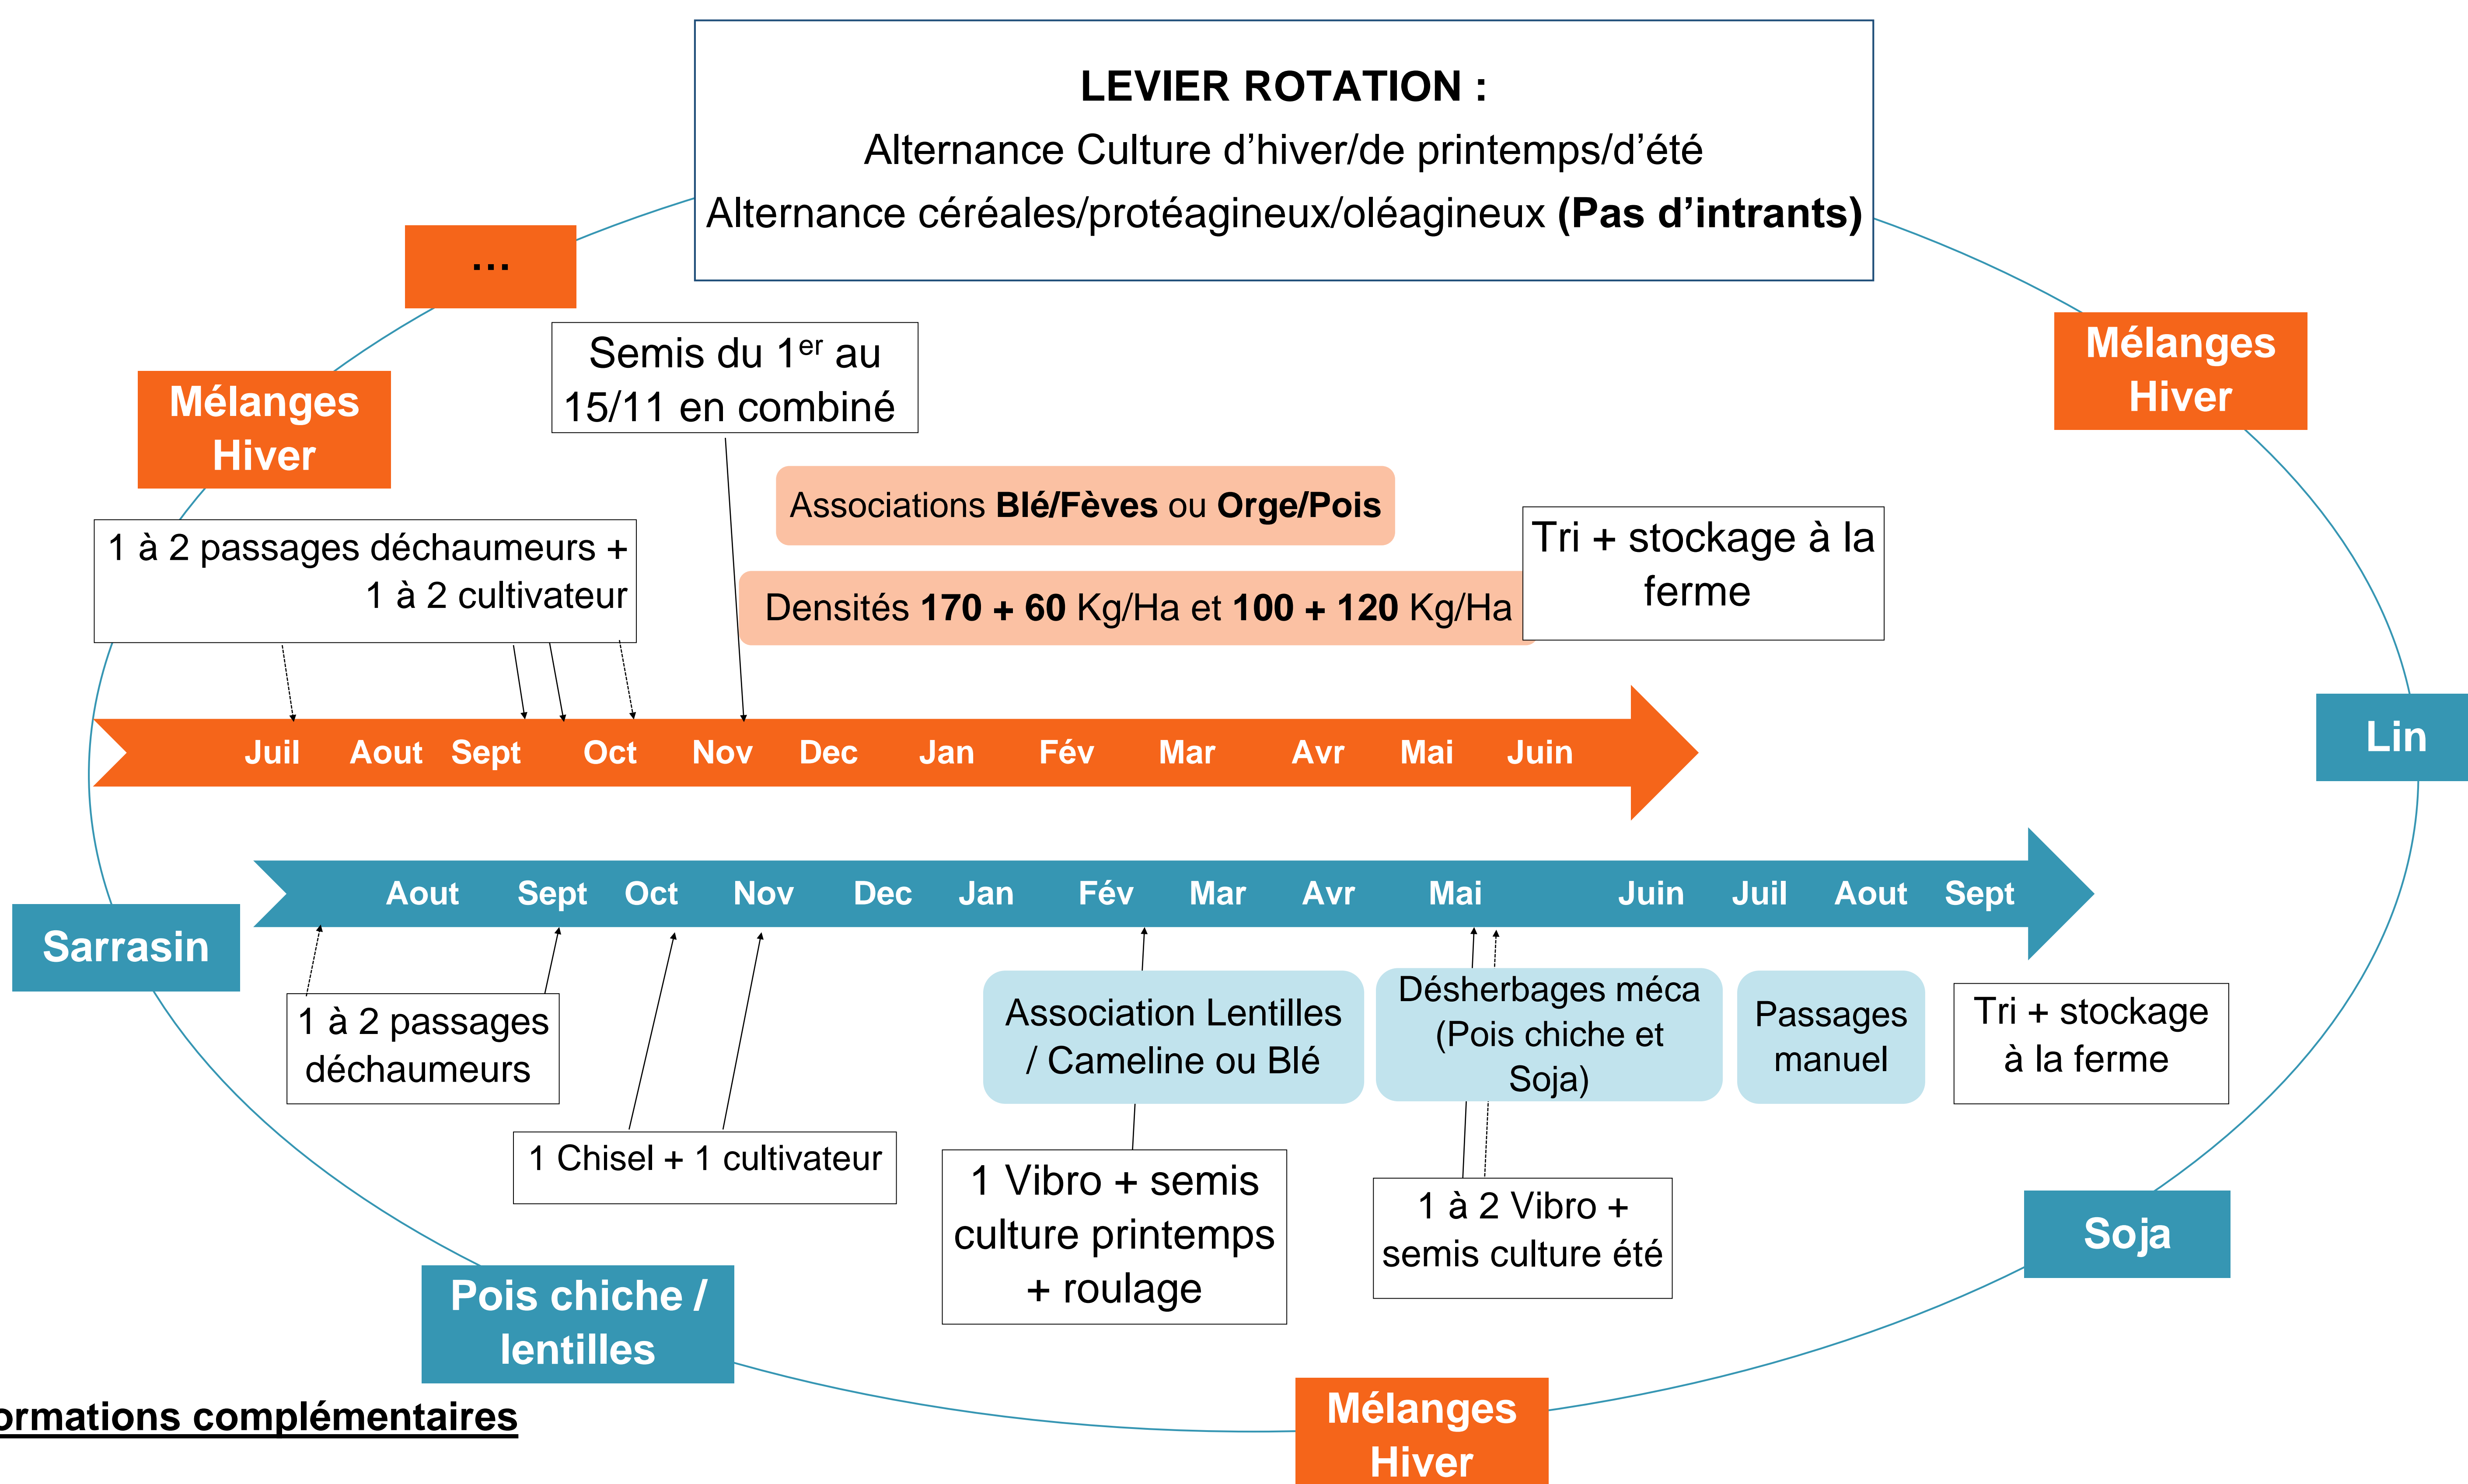 LEVIER ROTATION :
Alternance Culture d’hiver/de printemps/d’été
Alternance céréales/protéagineux/oléagineux (Pas d’intrants)
...
Mélanges
Hiver
Semis du 1er au
15/11 en combiné
Mélanges
Hiver
Associations Blé/Fèves ou Orge/Pois
1 à 2 passages déchaumeurs +
1 à 2 cultivateur
Tri + stockage à la
ferme
Densités 170 + 60 Kg/Ha et 100 + 120 Kg/Ha
Juil Aout Sept Oct Nov Dec Jan Fév Mar Avr Mai Juin
Lin
Aout Sept Oct Nov Dec Jan Fév Mar Avr Mai Juin Juil Aout Sept
Sarrasin
1 à 2 passages
déchaumeurs
Association Lentilles
/ Cameline ou Blé
Désherbages méca
(Pois chiche et
Soja)
Passages
manuel
Tri + stockage
à la ferme
1 Chisel + 1 cultivateur
1 Vibro + semis
culture printemps
+ roulage
1 à 2 Vibro +
semis culture été
Soja
Pois chiche /
lentilles
Mélanges
Hiver
ormations complémentaires